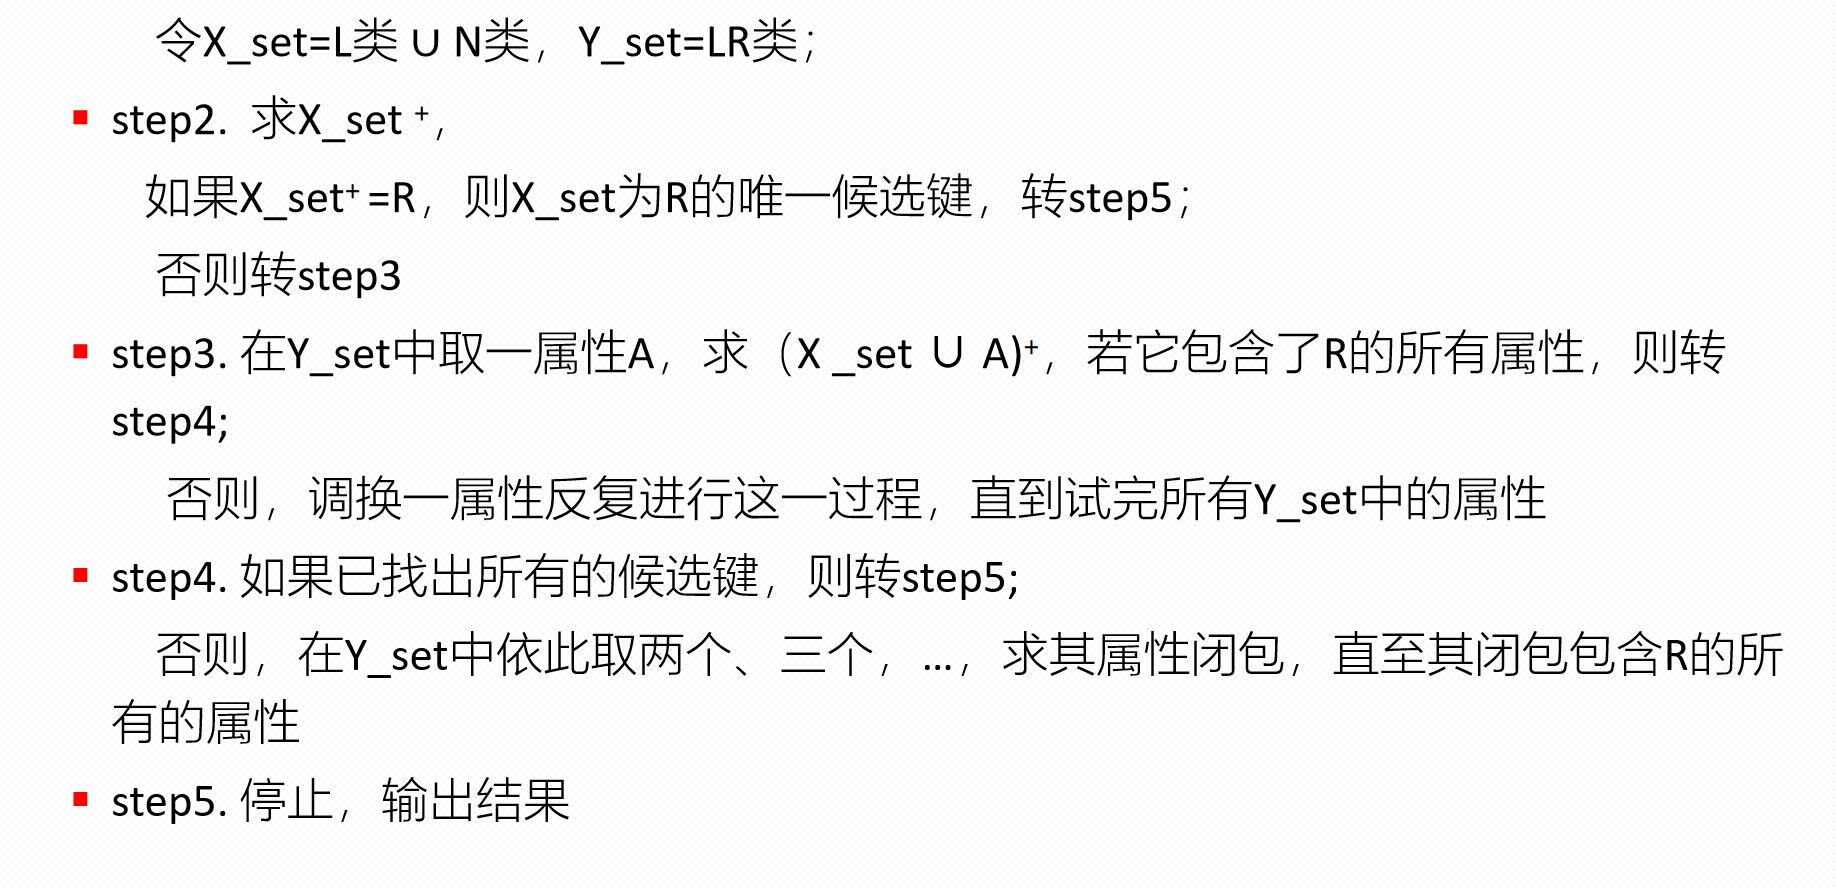 令X_set=L类 ∪ N类，Y_set=LR类；
step2. 求X_set +，
如果X_set+ =R，则X_set为R的唯一候选键，转step5；
否则转step3
step3. 在Y_set中取一属性A，求（X _set ∪ A)+，若它包含了R的所有属性，则转
step4;
否则，调换一属性反复进行这一过程，直到试完所有Y_set中的属性
step4. 如果已找出所有的候选键，则转step5;
否则，在Y_set中依此取两个、三个，…，求其属性闭包，直至其闭包包含R的所
有的属性
step5. 停止，输出结果